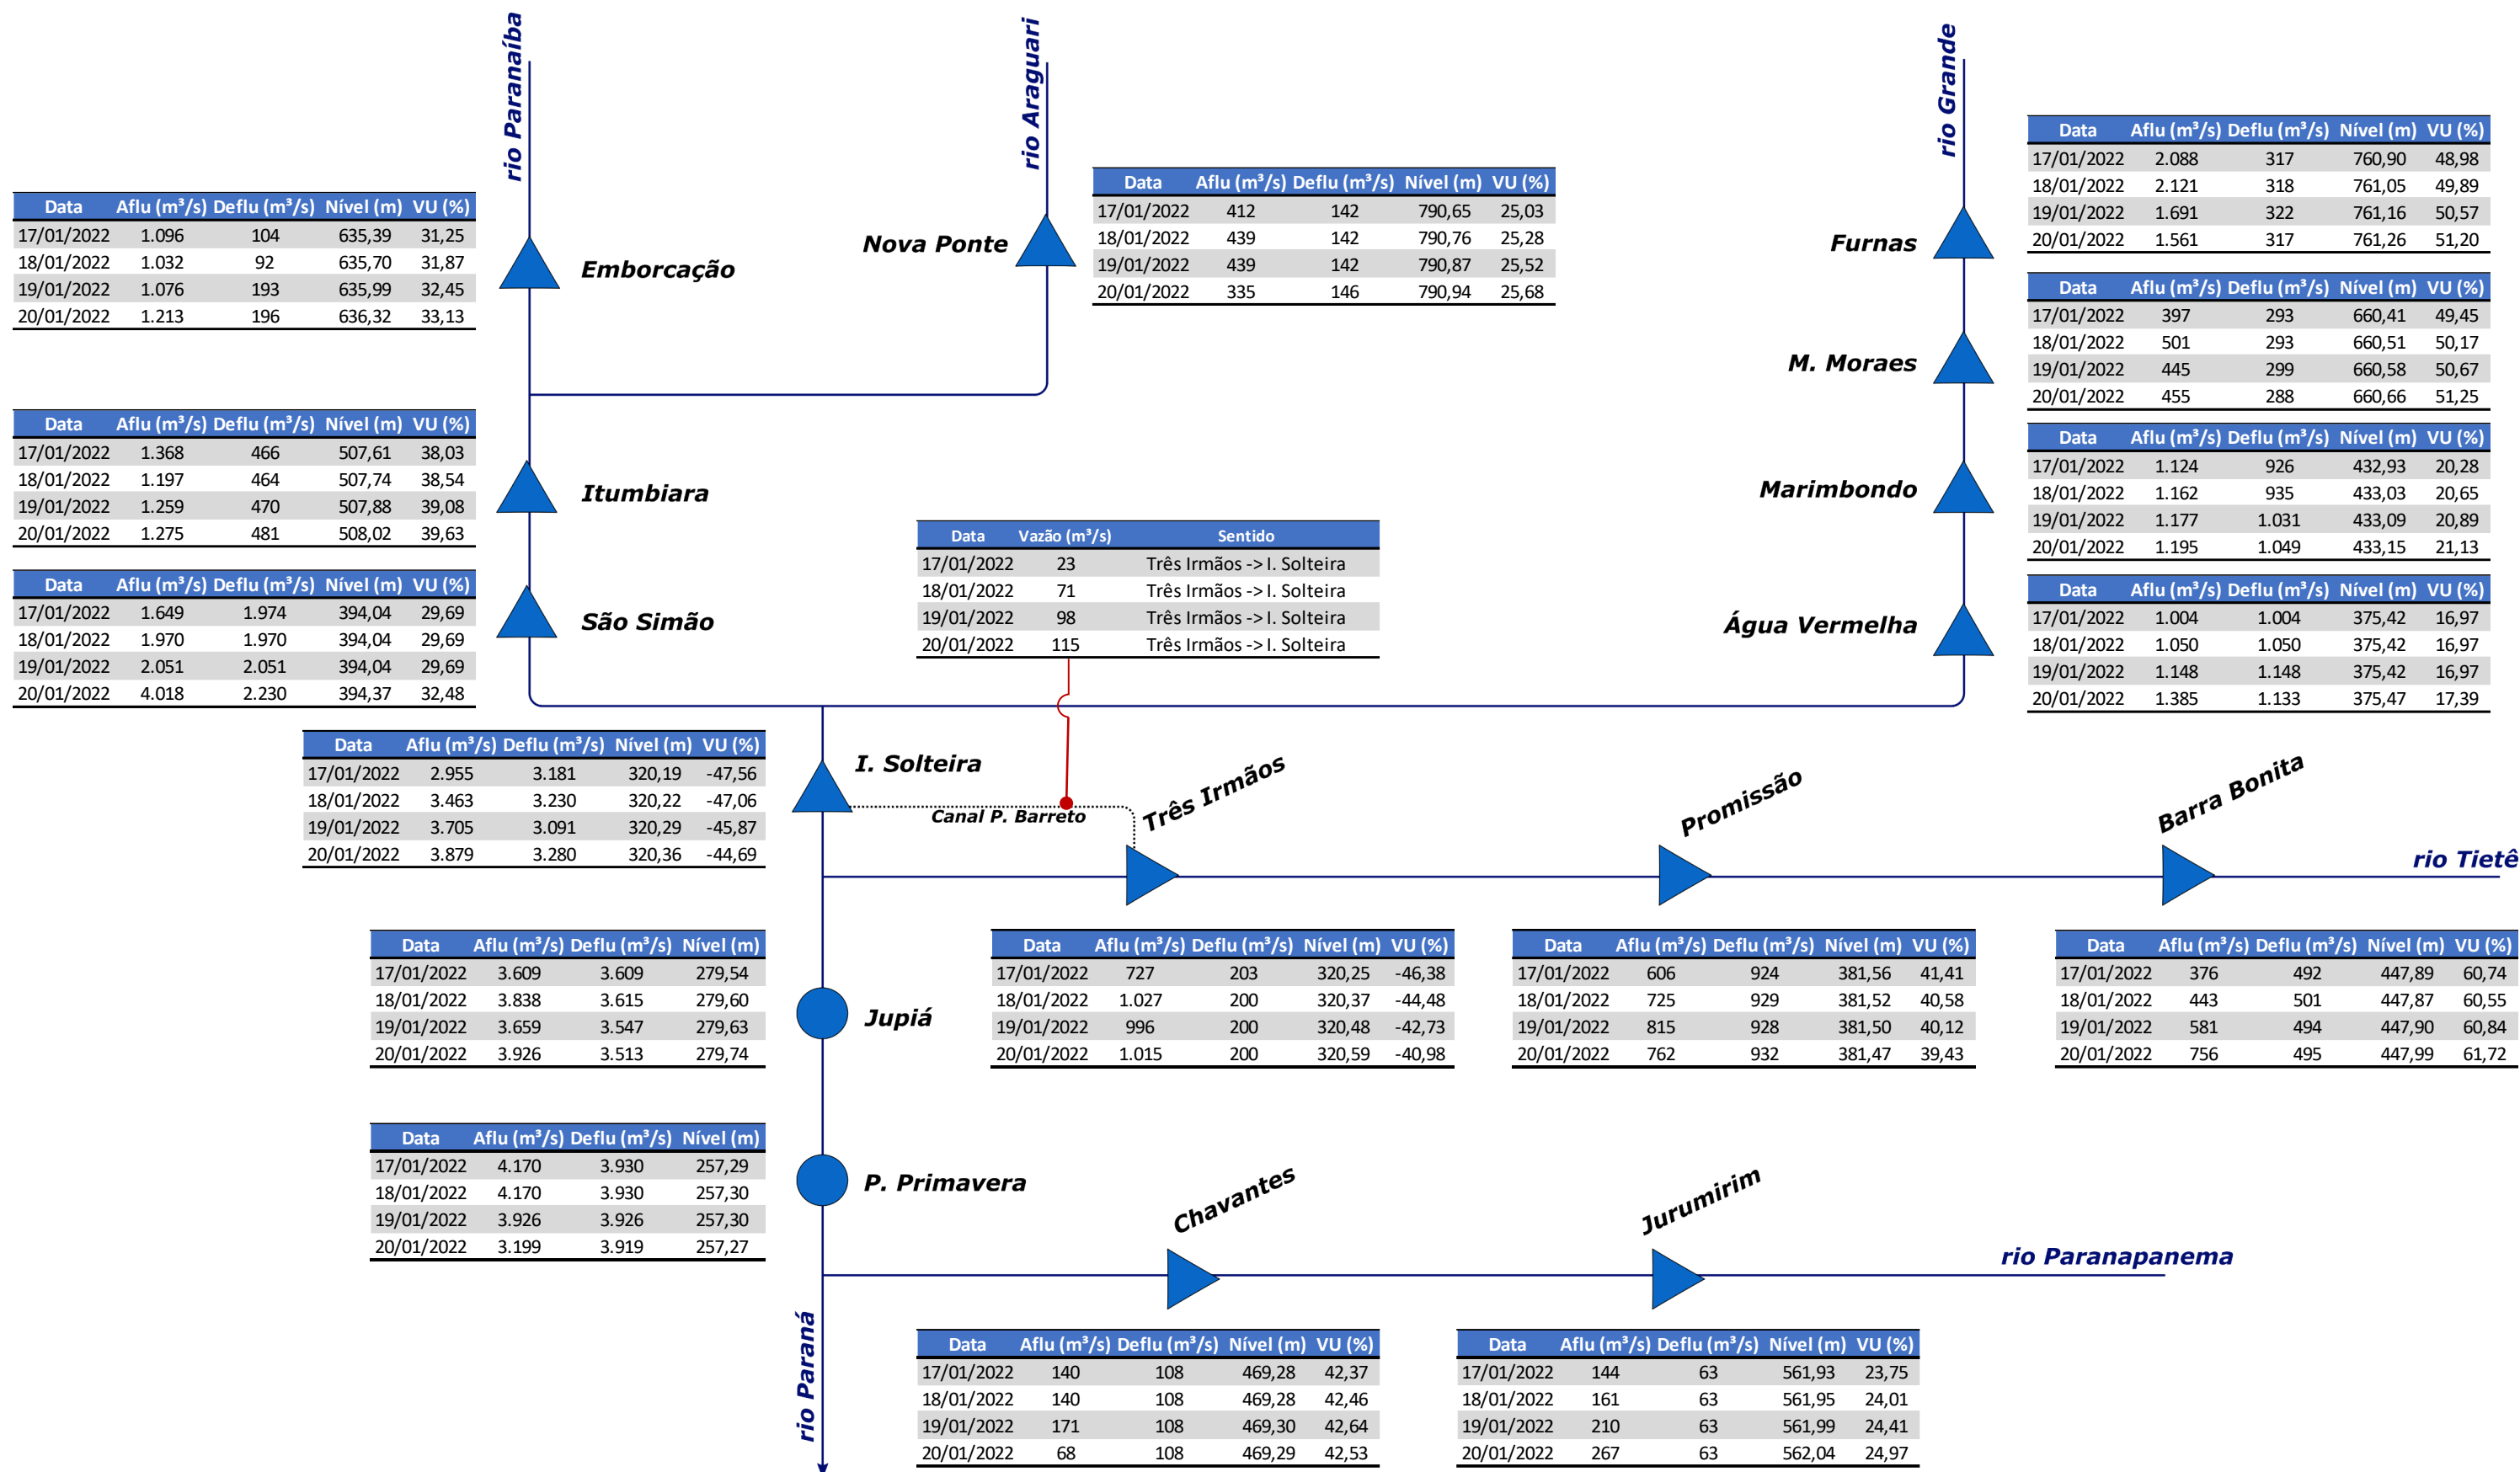 rio Paranaíba
rio Araguari
rio Grande
Data Aflu (m³/s) Deflu (m³/s) Nível (m) VU (%)
17/01/2022 1.096 104 635,39 31,25
18/01/2022 1.032 92 635,70 31,87
19/01/2022 1.076 193 635,99 32,45
20/01/2022 1.213 196 636,32 33,13
Emborcação
Nova Ponte
Data Aflu (m³/s) Deflu (m³/s) Nível (m) VU (%)
17/01/2022 412 142 790,65 25,03
18/01/2022 439 142 790,76 25,28
19/01/2022 439 142 790,87 25,52
20/01/2022 335 146 790,94 25,68
Furnas
Data Aflu (m³/s) Deflu (m³/s) Nível (m) VU (%)
17/01/2022 2.088 317 760,90 48,98
18/01/2022 2.121 318 761,05 49,89
19/01/2022 1.691 322 761,16 50,57
20/01/2022 1.561 317 761,26 51,20
M. Moraes
Data Aflu (m³/s) Deflu (m³/s) Nível (m) VU (%)
17/01/2022 397 293 660,41 49,45
18/01/2022 501 293 660,51 50,17
19/01/2022 445 299 660,58 50,67
20/01/2022 455 288 660,66 51,25
Data Aflu (m³/s) Deflu (m³/s) Nível (m) VU (%)
17/01/2022 1.368 466 507,61 38,03
18/01/2022 1.197 464 507,74 38,54
19/01/2022 1.259 470 507,88 39,08
20/01/2022 1.275 481 508,02 39,63
Itumbiara
Marimbondo
Data Aflu (m³/s) Deflu (m³/s) Nível (m) VU (%)
17/01/2022 1.124 926 432,93 20,28
18/01/2022 1.162 935 433,03 20,65
19/01/2022 1.177 1.031 433,09 20,89
20/01/2022 1.195 1.049 433,15 21,13
Data Aflu (m³/s) Deflu (m³/s) Nível (m) VU (%)
17/01/2022 1.649 1.974 394,04 29,69
18/01/2022 1.970 1.970 394,04 29,69
19/01/2022 2.051 2.051 394,04 29,69
20/01/2022 4.018 2.230 394,37 32,48
São Simão
Data Vazão (m³/s) Sentido
17/01/2022 23 Três Irmãos -> I. Solteira
18/01/2022 71 Três Irmãos -> I. Solteira
19/01/2022 98 Três Irmãos -> I. Solteira
20/01/2022 115 Três Irmãos -> I. Solteira
Água Vermelha
Data Aflu (m³/s) Deflu (m³/s) Nível (m) VU (%)
17/01/2022 1.004 1.004 375,42 16,97
18/01/2022 1.050 1.050 375,42 16,97
19/01/2022 1.148 1.148 375,42 16,97
20/01/2022 1.385 1.133 375,47 17,39
Data Aflu (m³/s) Deflu (m³/s) Nível (m) VU (%)
17/01/2022 2.955 3.181 320,19 -47,56
18/01/2022 3.463 3.230 320,22 -47,06
19/01/2022 3.705 3.091 320,29 -45,87
20/01/2022 3.879 3.280 320,36 -44,69
I. Solteira
Canal P. Barreto
Três Irmãos
Promissão
Barra Bonita
rio Tietê
Data Aflu (m³/s) Deflu (m³/s) Nível (m)
17/01/2022 3.609 3.609 279,54
18/01/2022 3.838 3.615 279,60
19/01/2022 3.659 3.547 279,63
20/01/2022 3.926 3.513 279,74
Jupiá
Data Aflu (m³/s) Deflu (m³/s) Nível (m) VU (%)
17/01/2022 727 203 320,25 -46,38
18/01/2022 1.027 200 320,37 -44,48
19/01/2022 996 200 320,48 -42,73
20/01/2022 1.015 200 320,59 -40,98
Data Aflu (m³/s) Deflu (m³/s) Nível (m) VU (%)
17/01/2022 606 924 381,56 41,41
18/01/2022 725 929 381,52 40,58
19/01/2022 815 928 381,50 40,12
20/01/2022 762 932 381,47 39,43
Data Aflu (m³/s) Deflu (m³/s) Nível (m) VU (%)
17/01/2022 376 492 447,89 60,74
18/01/2022 443 501 447,87 60,55
19/01/2022 581 494 447,90 60,84
20/01/2022 756 495 447,99 61,72
Data Aflu (m³/s) Deflu (m³/s) Nível (m)
17/01/2022 4.170 3.930 257,29
18/01/2022 4.170 3.930 257,30
19/01/2022 3.926 3.926 257,30
20/01/2022 3.199 3.919 257,27
P. Primavera
Chavantes
Jurumirim
rio Paranapanema
rio Paraná
Data Aflu (m³/s) Deflu (m³/s) Nível (m) VU (%)
17/01/2022 140 108 469,28 42,37
18/01/2022 140 108 469,28 42,46
19/01/2022 171 108 469,30 42,64
20/01/2022 68 108 469,29 42,53
Data Aflu (m³/s) Deflu (m³/s) Nível (m) VU (%)
17/01/2022 144 63 561,93 23,75
18/01/2022 161 63 561,95 24,01
19/01/2022 210 63 561,99 24,41
20/01/2022 267 63 562,04 24,97